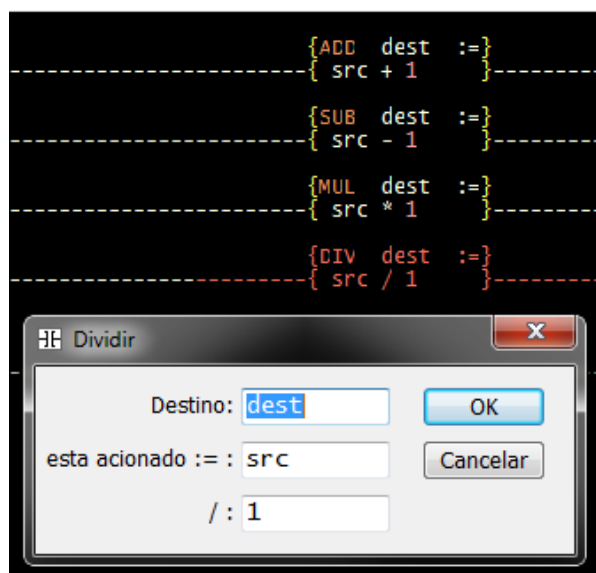 {ADD dest :=}
{ src + 1 }
{SUB dest :=}
{ src - 1 }
{MUL dest :=}
{ src * 1 }
{DIV dest :=}
{ src / 1 }
Dividir
Destino: dest OK
esta acionado := : src Cancelar
/ : 1